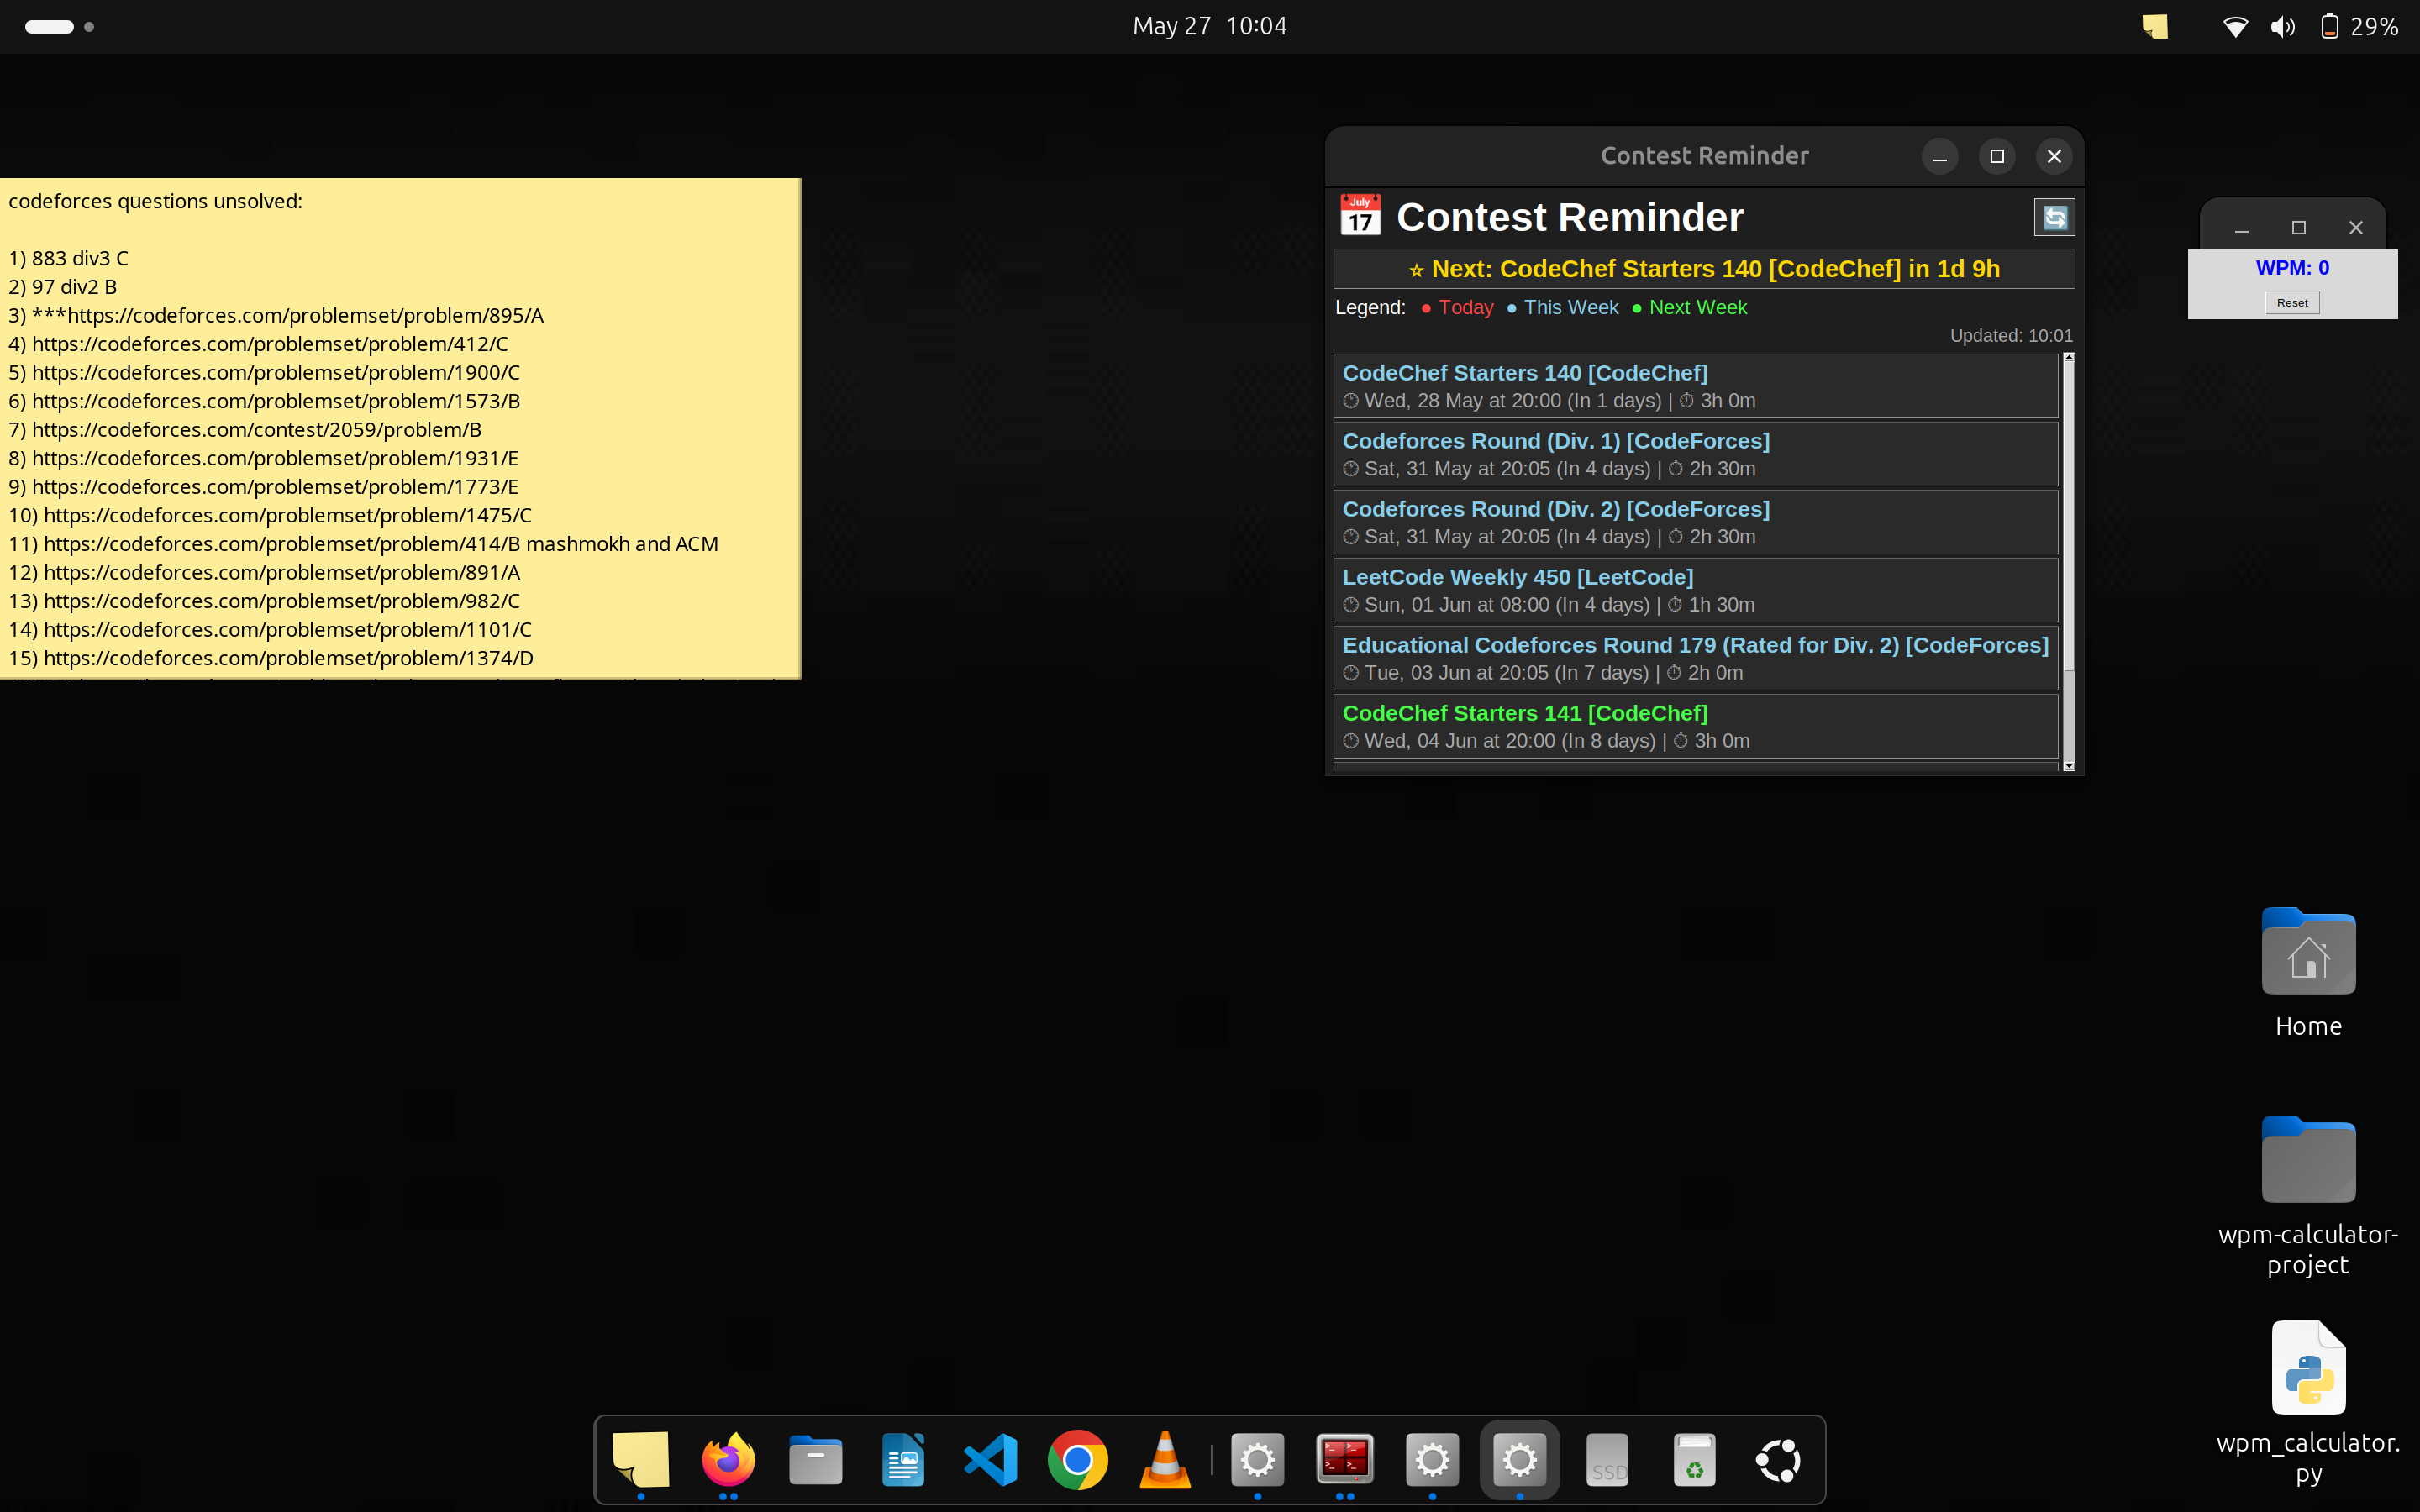 May 27 10:04
29%
codeforces questions unsolved:
1) 883 div3 C
2) 97 div2 B
3) ***https://codeforces.com/problemset/problem/895/A
4) https://codeforces.com/problemset/problem/412/C
5) https://codeforces.com/problemset/problem/1900/C
6) https://codeforces.com/problemset/problem/1573/B
7) https://codeforces.com/contest/2059/problem/B
8) https://codeforces.com/problemset/problem/1931/E
9) https://codeforces.com/problemset/problem/1773/E
10) https://codeforces.com/problemset/problem/1475/C
11) https://codeforces.com/problemset/problem/414/B mashmokh and ACM
12) https://codeforces.com/problemset/problem/891/A
13) https://codeforces.com/problemset/problem/982/C
14) https://codeforces.com/problemset/problem/1101/C
15) https://codeforces.com/problemset/problem/1374/D
Contest Reminder
July
17
Contest Reminder
☆ Next: CodeChef Starters 140 [CodeChef] in 1d 9h
Legend: ● Today ● This Week ● Next Week
Updated: 10:01
CodeChef Starters 140 [CodeChef]
🕑 Wed, 28 May at 20:00 (In 1 days) | ⏱ 3h 0m
Codeforces Round (Div. 1) [CodeForces]
🕑 Sat, 31 May at 20:05 (In 4 days) | ⏱ 2h 30m
Codeforces Round (Div. 2) [CodeForces]
🕑 Sat, 31 May at 20:05 (In 4 days) | ⏱ 2h 30m
LeetCode Weekly 450 [LeetCode]
🕑 Sun, 01 Jun at 08:00 (In 4 days) | ⏱ 1h 30m
Educational Codeforces Round 179 (Rated for Div. 2) [CodeForces]
🕑 Tue, 03 Jun at 20:05 (In 7 days) | ⏱ 2h 0m
CodeChef Starters 141 [CodeChef]
🕑 Wed, 04 Jun at 20:00 (In 8 days) | ⏱ 3h 0m
WPM: 0
Reset
Home
wpm-calculator-
project
wpm_calculator.
py
SSD